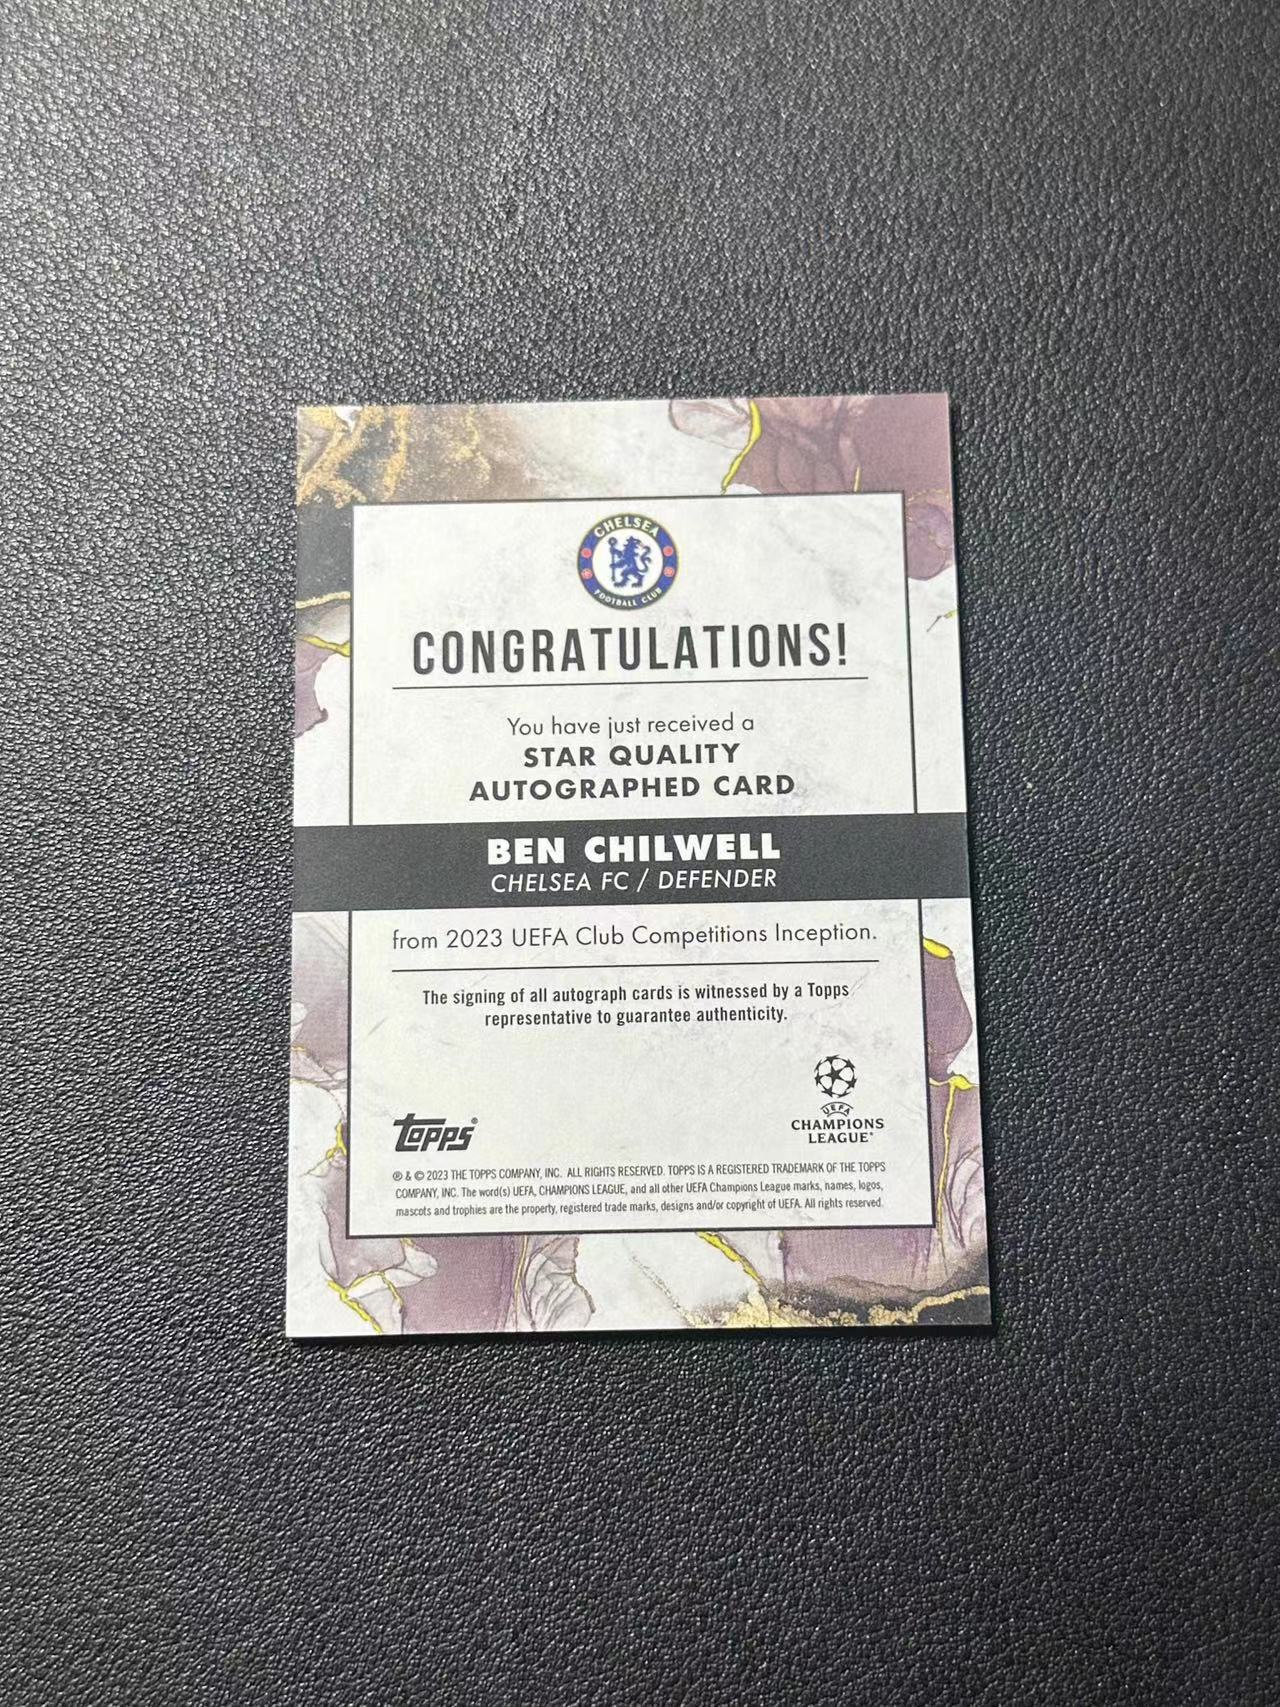 CHELSEA
FOOTBALL CLUB
CONGRATULATIONS!
You have just received a
STAR QUALITY
AUTOGRAPHED CARD
BEN CHILWELL
CHELSEA FC / DEFENDER
from 2023 UEFA Club Competitions Inception.
The signing of all autograph cards is witnessed by a Topps
representative to guarantee authenticity.
UEFA
CHAMPIONS
LEAGUE®
topps®
® & © 2023 THE TOPPS COMPANY, INC. ALL RIGHTS RESERVED. TOPPS IS A REGISTERED TRADEMARK OF THE TOPPS
COMPANY, INC. The word(s) UEFA, CHAMPIONS LEAGUE, and all other UEFA Champions League marks, names, logos,
mascots and trophies are the property, registered trade marks, designs and/or copyright of UEFA. All rights reserved.